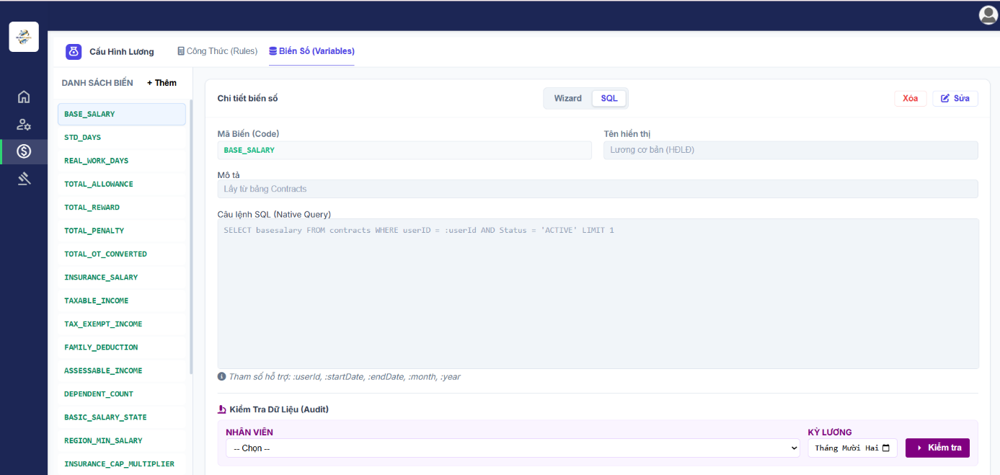 Cấu Hình Lương
Công Thức (Rules)
Biến Số (Variables)
DANH SÁCH BIẾN
+ Thêm
BASE_SALARY
STD_DAYS
REAL_WORK_DAYS
TOTAL_ALLOWANCE
TOTAL_REWARD
TOTAL_PENALTY
TOTAL_OT_CONVERTED
INSURANCE_SALARY
TAXABLE_INCOME
TAX_EXEMPT_INCOME
FAMILY_DEDUCTION
ASSESSABLE_INCOME
DEPENDENT_COUNT
BASIC_SALARY_STATE
REGION_MIN_SALARY
INSURANCE_CAP_MULTIPLIER
Chi tiết biến số
Wizard
SQL
Xóa
Sửa
Mã Biến (Code)
BASE_SALARY
Tên hiển thị
Lương cơ bản (HĐLĐ)
Mô tả
Lấy từ bảng Contracts
Câu lệnh SQL (Native Query)
SELECT basesalary FROM contracts WHERE userID = :userId AND Status = 'ACTIVE' LIMIT 1
Tham số hỗ trợ: :userId, :startDate, :endDate, :month, :year
Kiểm Tra Dữ Liệu (Audit)
NHÂN VIÊN
-- Chọn --
KỲ LƯƠNG
Tháng Mười Hai
Kiểm tra